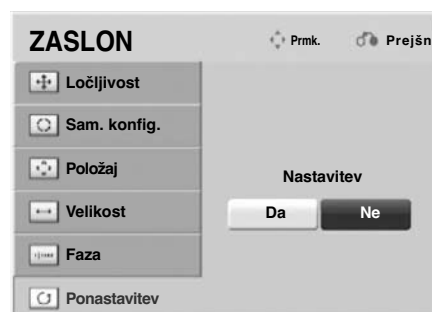 ZASLON
Prmk.
Prejšn
Ločljivost
Sam. konfig.
Položaj
Velikost
Faza
Ponastavitev
Nastavitev
Da
Ne